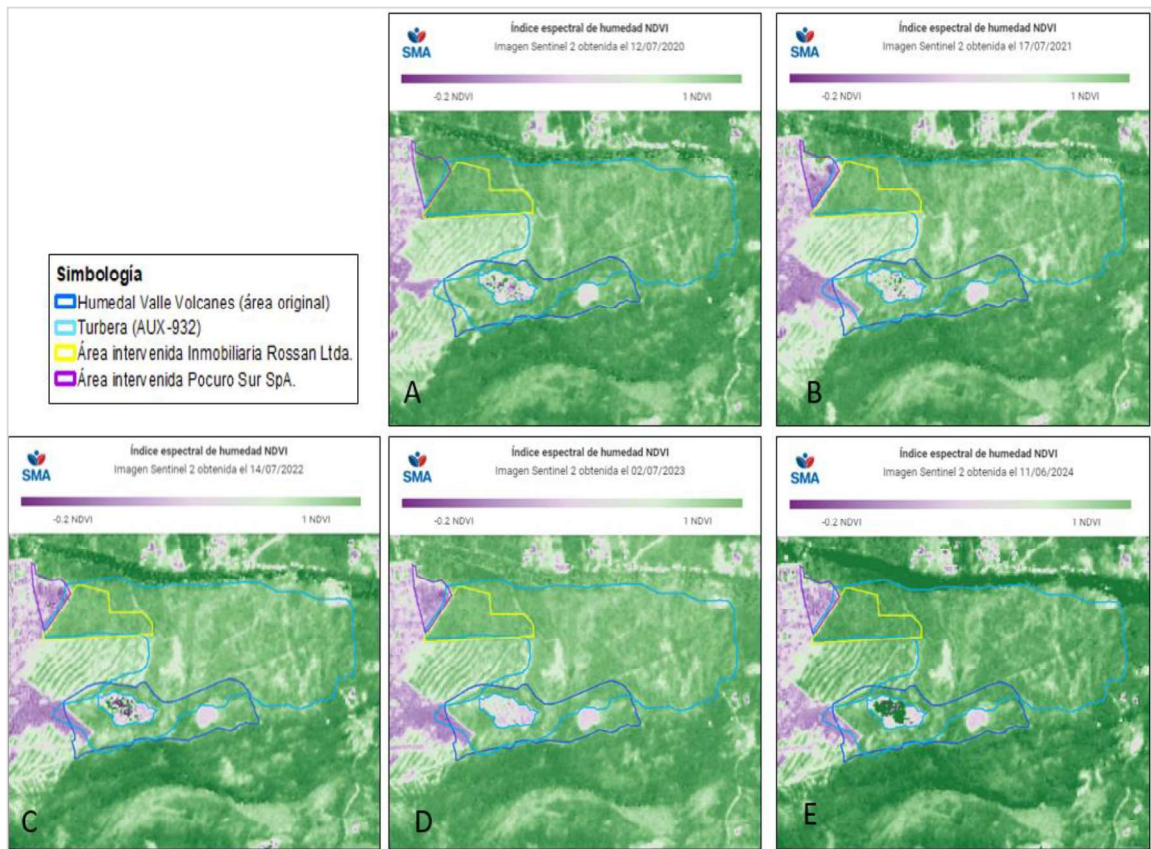 SMA
Índice espectral de humedad NDVI
Imagen Sentinel 2 obtenida el 12/07/2020
-0.2 NDVI
1 NDVI
A
SMA
Índice espectral de humedad NDVI
Imagen Sentinel 2 obtenida el 17/07/2021
-0.2 NDVI
1 NDVI
B
Simbología
Humedal Valle Volcanes (área original)
Turbera (AUX-932)
Área intervenida Inmobiliaria Rossan Ltda.
Área intervenida Pocuro Sur SpA.
SMA
Índice espectral de humedad NDVI
Imagen Sentinel 2 obtenida el 14/07/2022
-0.2 NDVI
1 NDVI
C
SMA
Índice espectral de humedad NDVI
Imagen Sentinel 2 obtenida el 02/07/2023
-0.2 NDVI
1 NDVI
D
SMA
Índice espectral de humedad NDVI
Imagen Sentinel 2 obtenida el 11/06/2024
-0.2 NDVI
1 NDVI
E